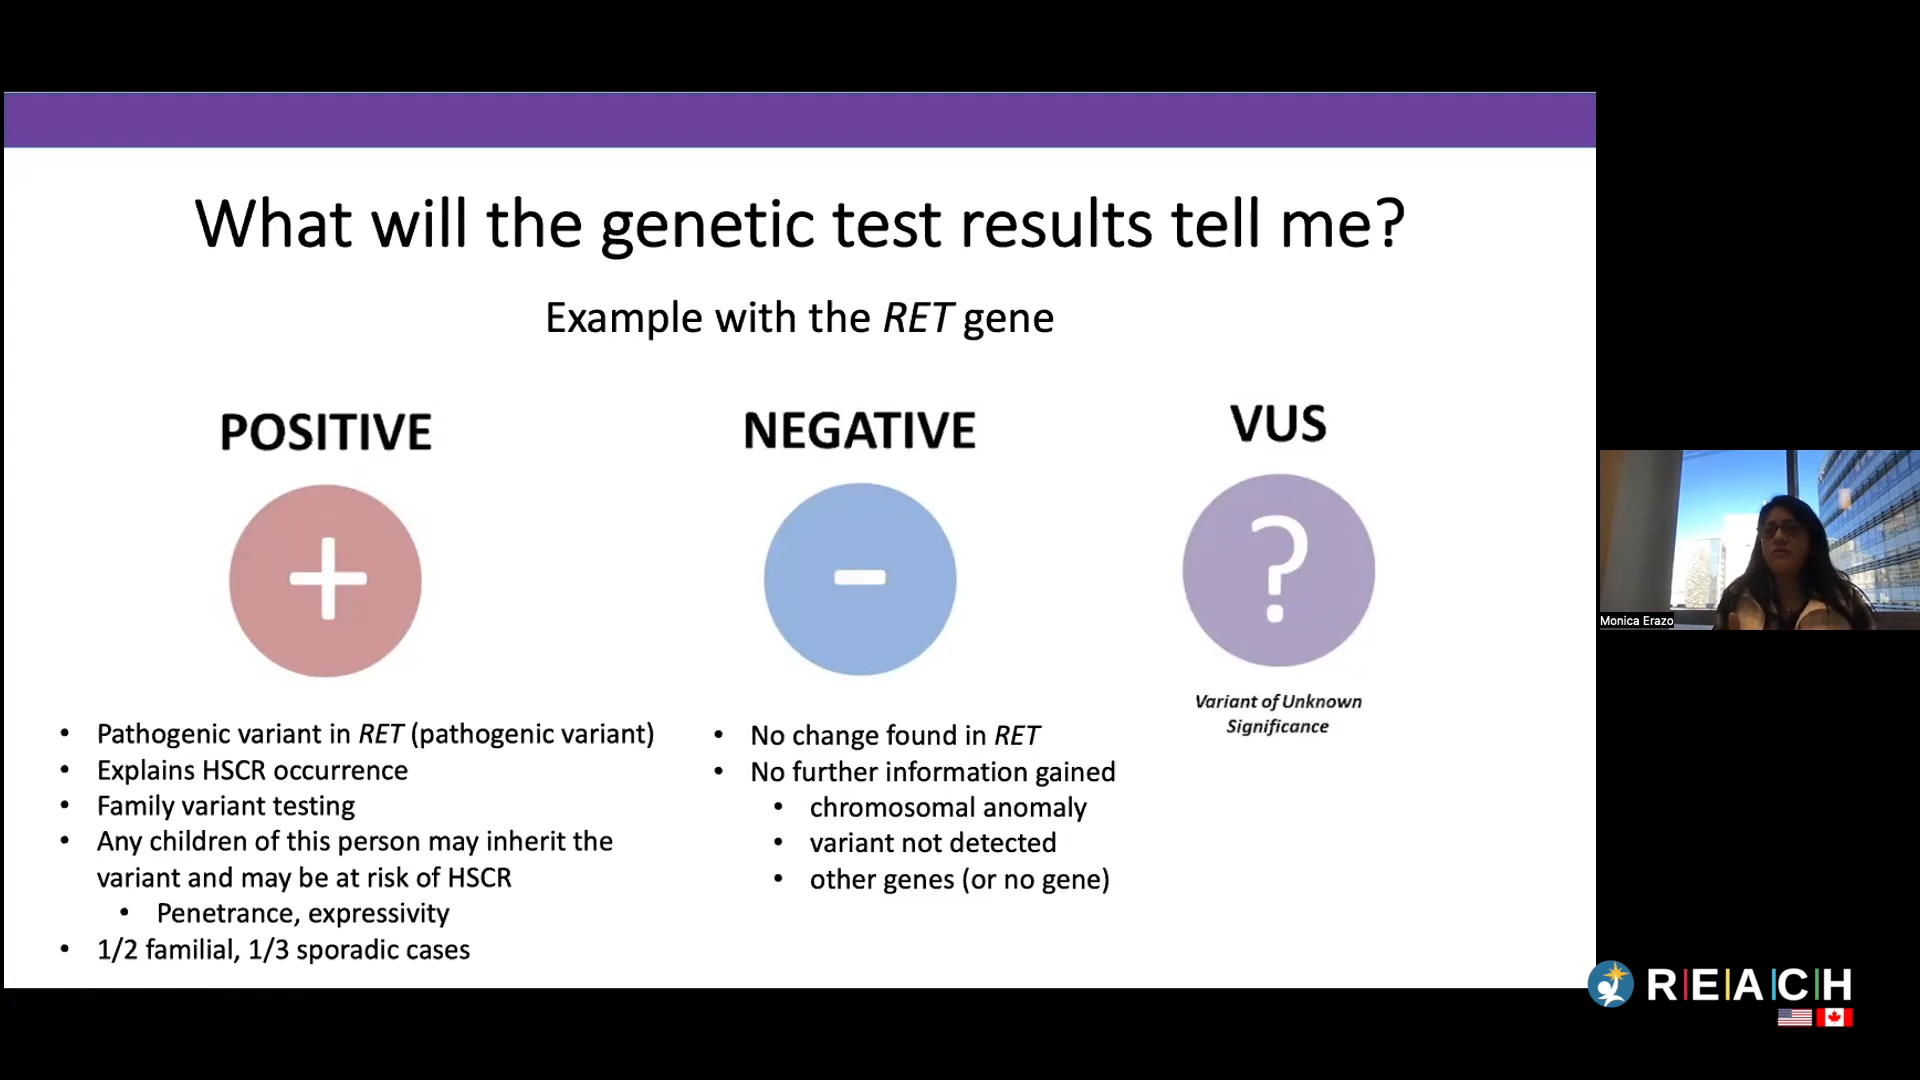 What will the genetic test results tell me?
Example with the RET gene
POSITIVE
+
• Pathogenic variant in RET (pathogenic variant)
• Explains HSCR occurrence
• Family variant testing
• Any children of this person may inherit the
variant and may be at risk of HSCR
• Penetrance, expressivity
• 1/2 familial, 1/3 sporadic cases
NEGATIVE
-
• No change found in RET
• No further information gained
• chromosomal anomaly
• variant not detected
• other genes (or no gene)
VUS
?
Variant of Unknown
Significance
Monica Erazo
R|E|A|C|H